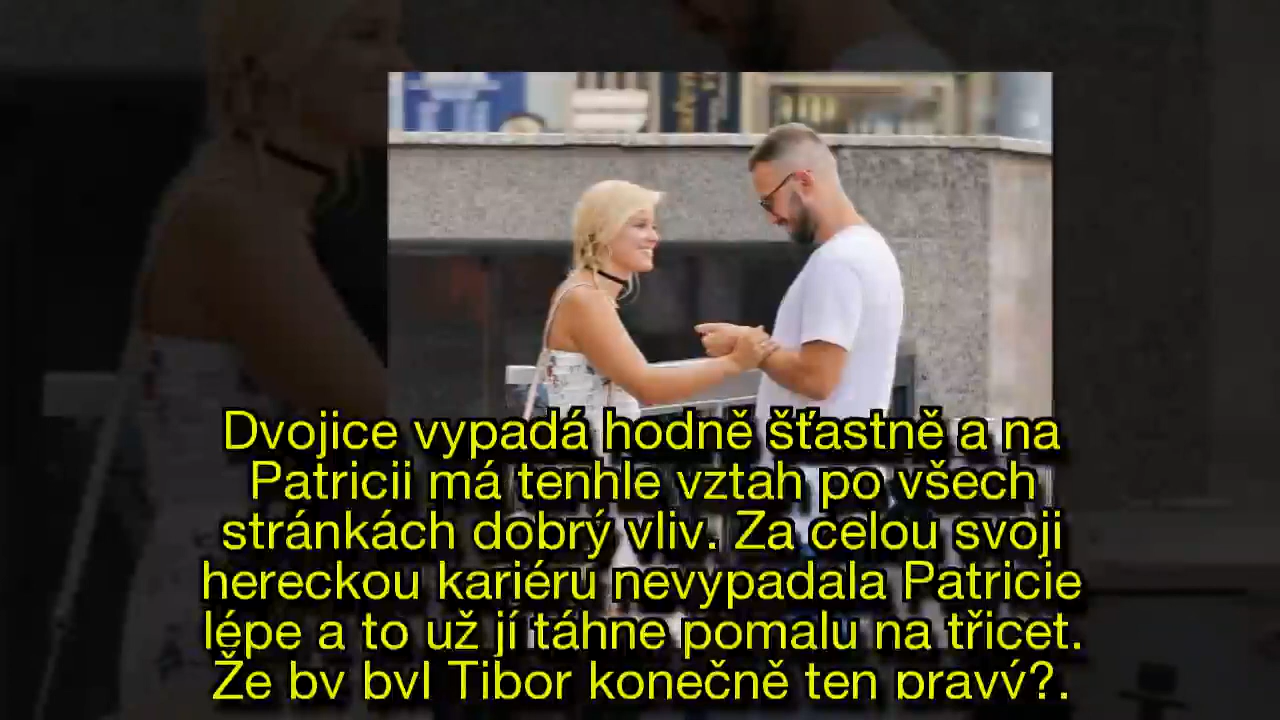 Dvojice vypadá hodně šťastně a na
Patricii má tenhle vztah po všech
stránkách dobrý vliv. Za celou svoji
hereckou kariéru nevypadala Patricie
lépe a to už jí táhne pomalu na třicet.
Že by byl Tibor konečně ten pravý?.